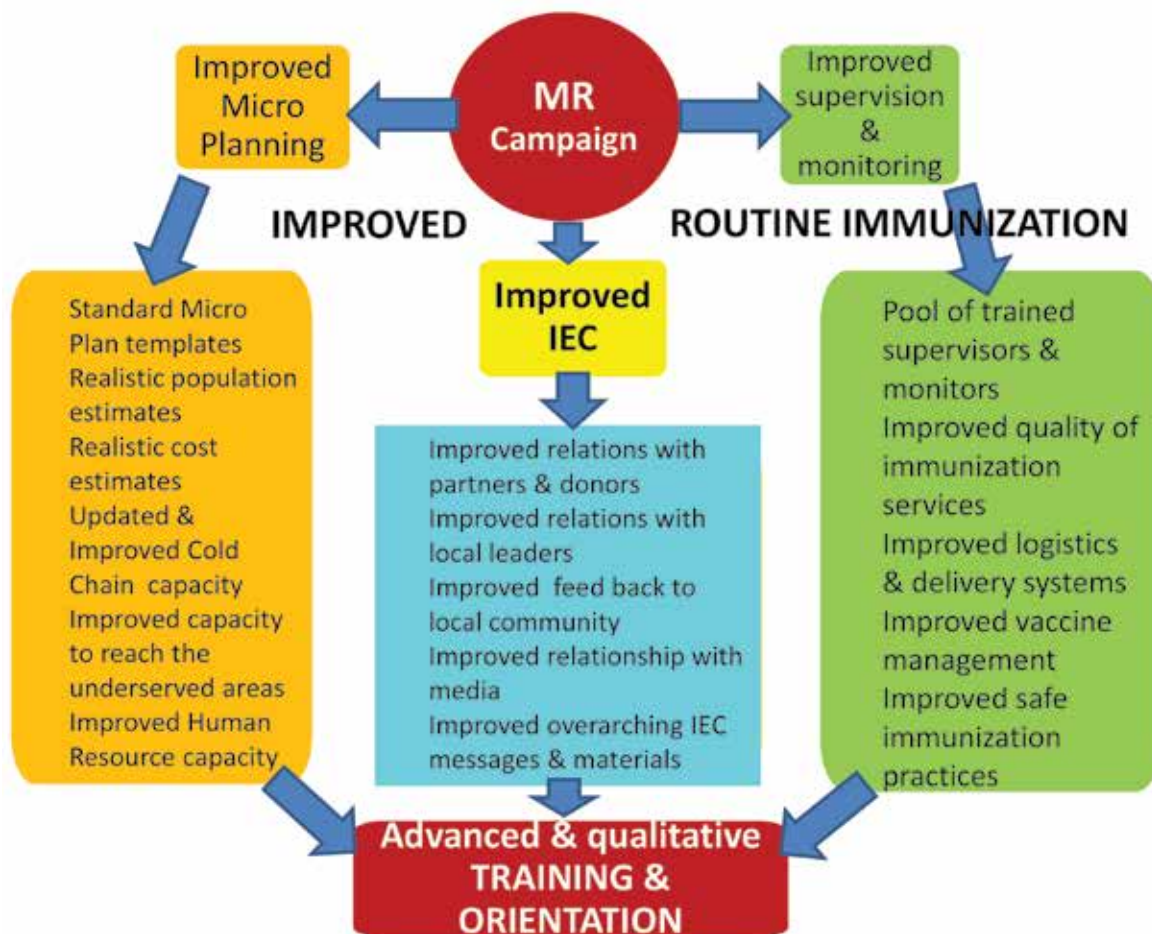 MR
Campaign
Improved
Micro
Planning
Improved
supervision
&
monitoring
IMPROVED
ROUTINE IMMUNIZATION
Improved
IEC
Standard Micro
Plan templates
Realistic population
estimates
Realistic cost
estimates
Updated &
Improved Cold
Chain capacity
Improved capacity
to reach the
underserved areas
Improved Human
Resource capacity
Improved relations with
partners & donors
Improved relations with
local leaders
Improved feed back to
local community
Improved relationship with
media
Improved overarching IEC
messages & materials
Pool of trained
supervisors &
monitors
Improved quality of
immunization
services
Improved logistics
& delivery systems
Improved vaccine
management
Improved safe
immunization
practices
Advanced & qualitative
TRAINING &
ORIENTATION